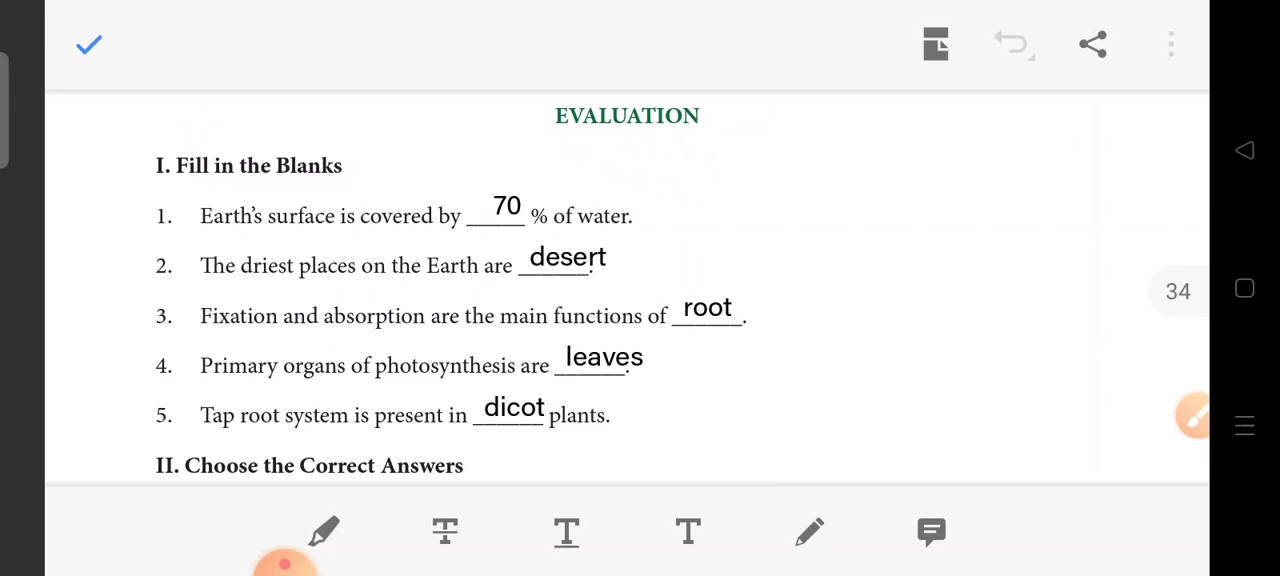 EVALUATION
I. Fill in the Blanks
1. Earth's surface is covered by 70 % of water.
2. The driest places on the Earth are desert.
3. Fixation and absorption are the main functions of root.
4. Primary organs of photosynthesis are leaves.
5. Tap root system is present in dicot plants.
34
II. Choose the Correct Answers